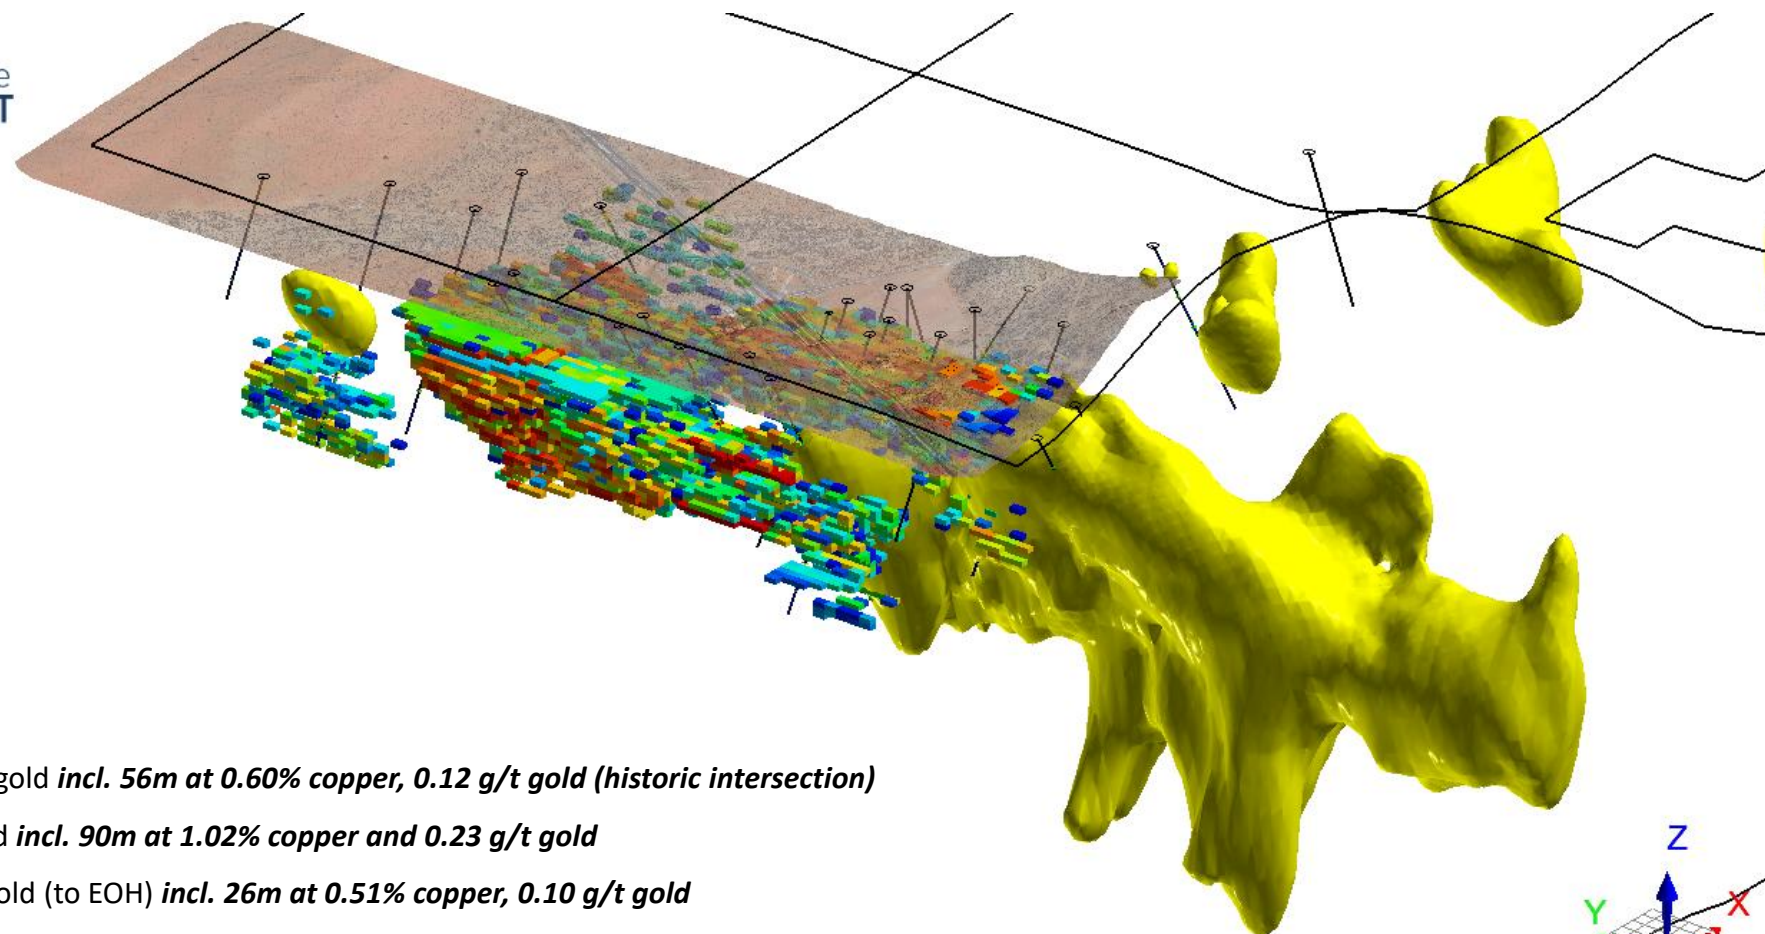 e
T
gold incl. 56m at 0.60% copper, 0.12 g/t gold (historic intersection)
d incl. 90m at 1.02% copper and 0.23 g/t gold
old (to EOH) incl. 26m at 0.51% copper, 0.10 g/t gold
Z
Y
X